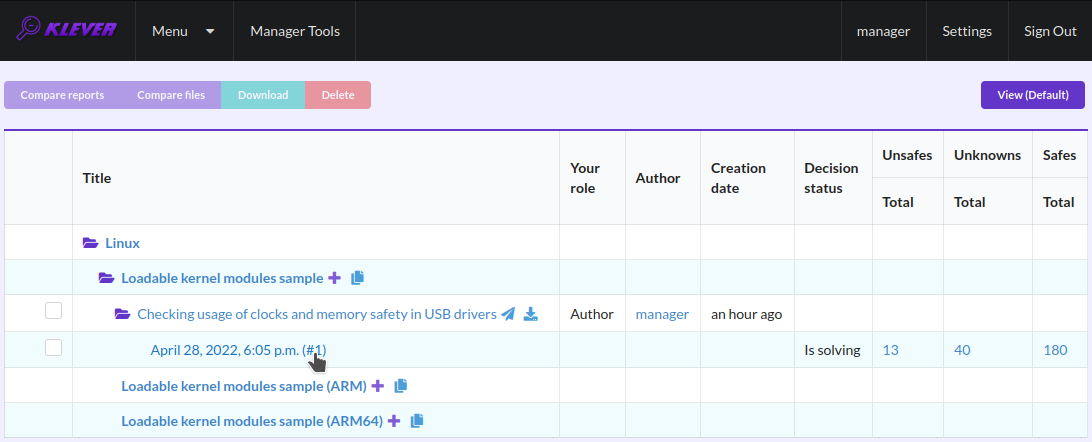 KLEVER Menu Manager Tools manager Settings Sign Out
Compare reports Compare files Download Delete View (Default)
Title Your role Author Creation date Decision status Unsafes Unknowns Safes
Total Total Total
Linux
Loadable kernel modules sample
Checking usage of clocks and memory safety in USB drivers Author manager an hour ago
April 28, 2022, 6:05 p.m. (#1) Is solving 13 40 180
Loadable kernel modules sample (ARM)
Loadable kernel modules sample (ARM64)